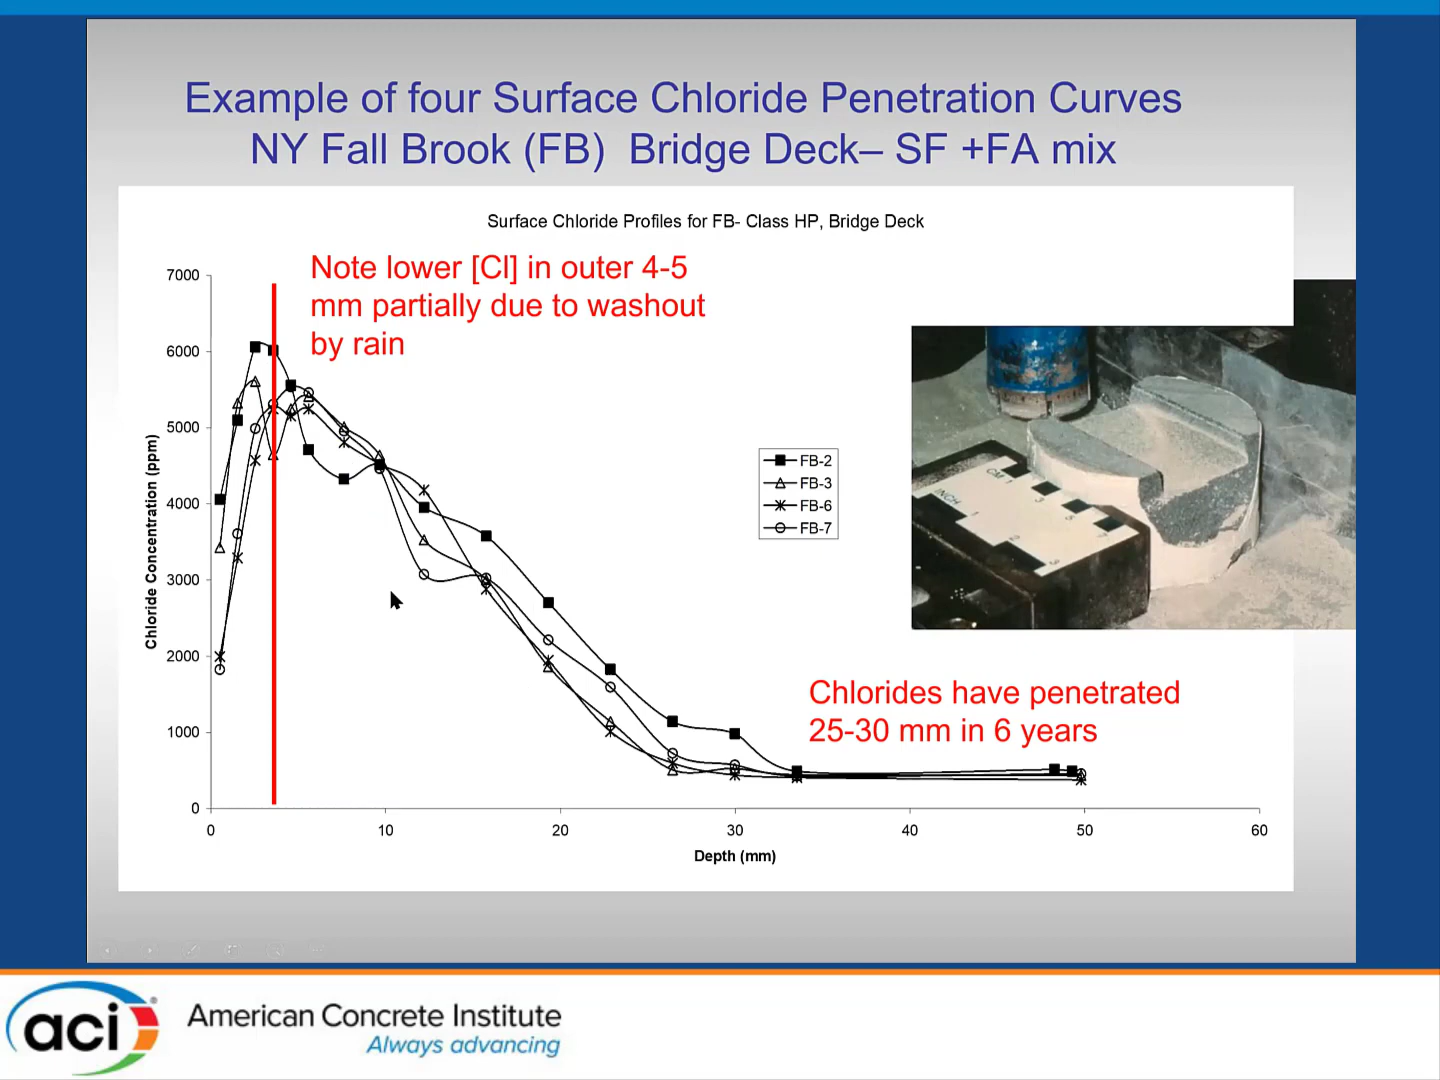 Example of four Surface Chloride Penetration Curves
NY Fall Brook (FB) Bridge Deck– SF +FA mix
Surface Chloride Profiles for FB- Class HP, Bridge Deck
Note lower [Cl] in outer 4-5
mm partially due to washout
by rain
7000
6000
5000
4000
3000
2000
1000
0
Chloride Concentration (ppm)
0 10 20 30 40 50 60
Depth (mm)
FB-2
FB-3
FB-6
FB-7
CM 1
INCH
Chlorides have penetrated
25-30 mm in 6 years
aci
American Concrete Institute
Always advancing